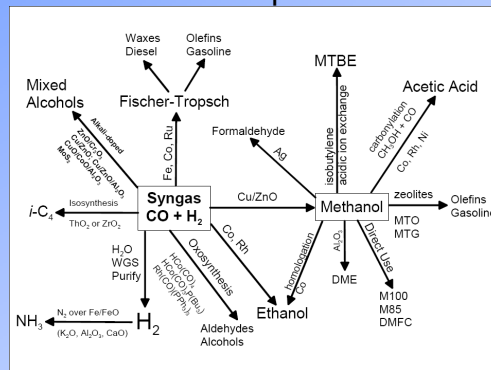 Waxes
Diesel
Olefins
Gasoline
MTBE
Mixed
Alcohols
Fischer-Tropsch
Acetic Acid
Formaldehyde
Alkali-doped
ZnO/Cr₂O₃
Cu/ZnO; Cu/ZnO/Al₂O₃
CuO/CoO/Al₂O₃
MoS₂
Fe, Co, Ru
Ag
isobutylene
acidic ion exchange
carbonylation
CH₃OH + CO
Co, Rh, Ni
i-C₄
Isosynthesis
ThO₂ or ZrO₂
Syngas
CO + H₂
Cu/ZnO
Methanol
zeolites
MTO
MTG
Olefins
Gasoline
H₂O
WGS
Purify
Oxosynthesis
HCo(CO)₄
HCo(CO)₃P(Bu₃)
Rh(CO)(PPh₃)₃
Co, Rh
homologation
Co
Al₂O₃
Direct Use
NH₃
N₂ over Fe/FeO
(K₂O, Al₂O₃, CaO)
H₂
Aldehydes
Alcohols
Ethanol
DME
M100
M85
DMFC